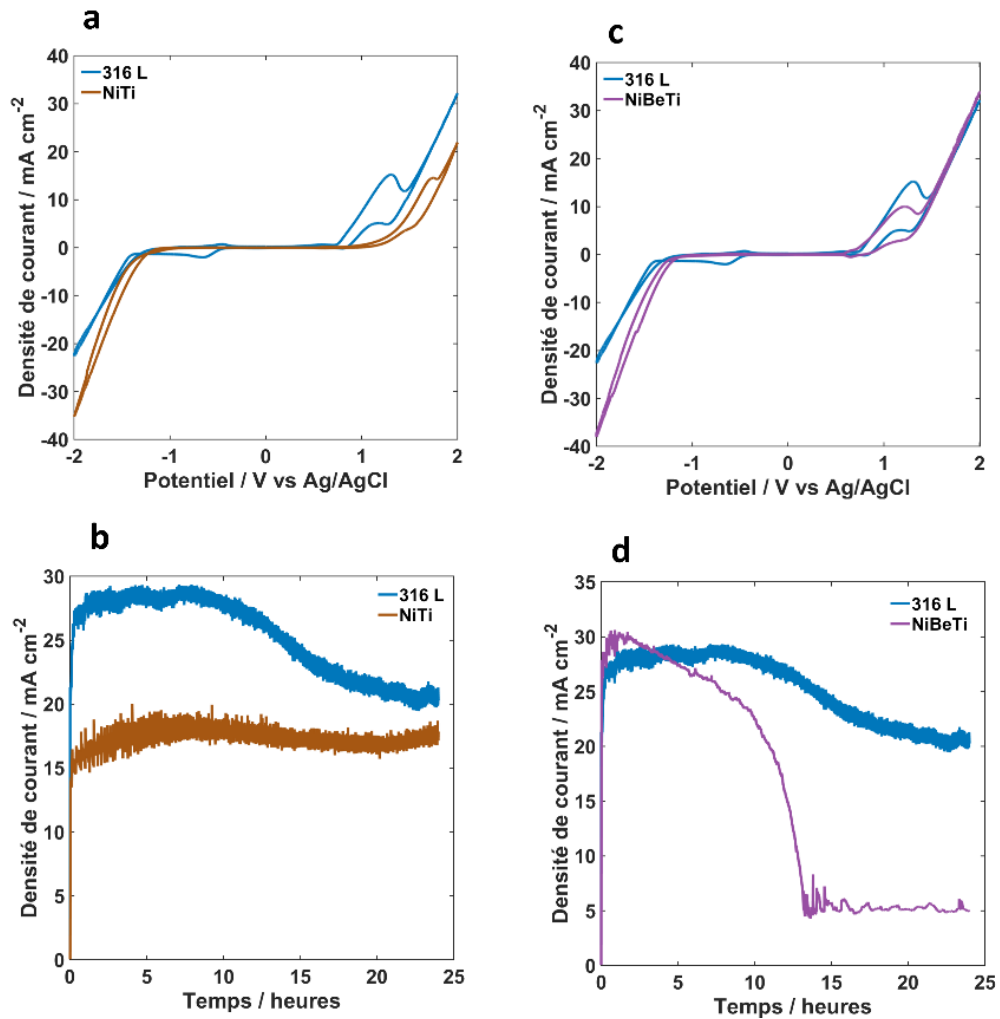 a
40
30
20
10
0
-10
-20
-30
-40
-2
-1
0
1
2
316 L
NiTi
Densité de courant / mA cm⁻²
Potentiel / V vs Ag/AgCl
c
40
30
20
10
0
-10
-20
-30
-40
-2
-1
0
1
2
316 L
NiBeTi
Densité de courant / mA cm⁻²
Potentiel / V vs Ag/AgCl
b
30
25
20
15
10
5
0
0
5
10
15
20
25
316 L
NiTi
Densité de courant / mA cm⁻²
Temps / heures
d
35
30
25
20
15
10
5
0
0
5
10
15
20
25
316 L
NiBeTi
Densité de courant / mA cm⁻²
Temps / heures